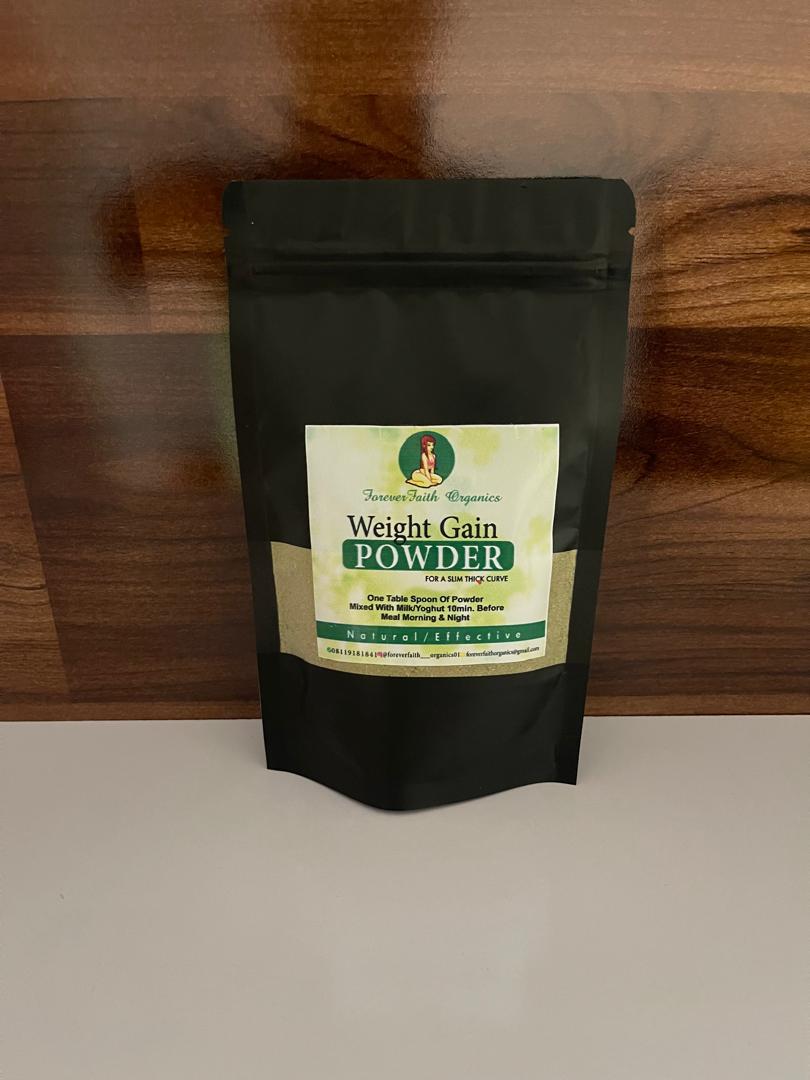 ForeverFaith Organics
Weight Gain
POWDER
FOR A SLIM THICK CURVE
One Table Spoon Of Powder
Mixed With Milk/Yoghut 10min. Before
Meal Morning & Night
Natural/Effective
08119181841 @foreverfaith__organics01 foreverfaithorganics@gmail.com